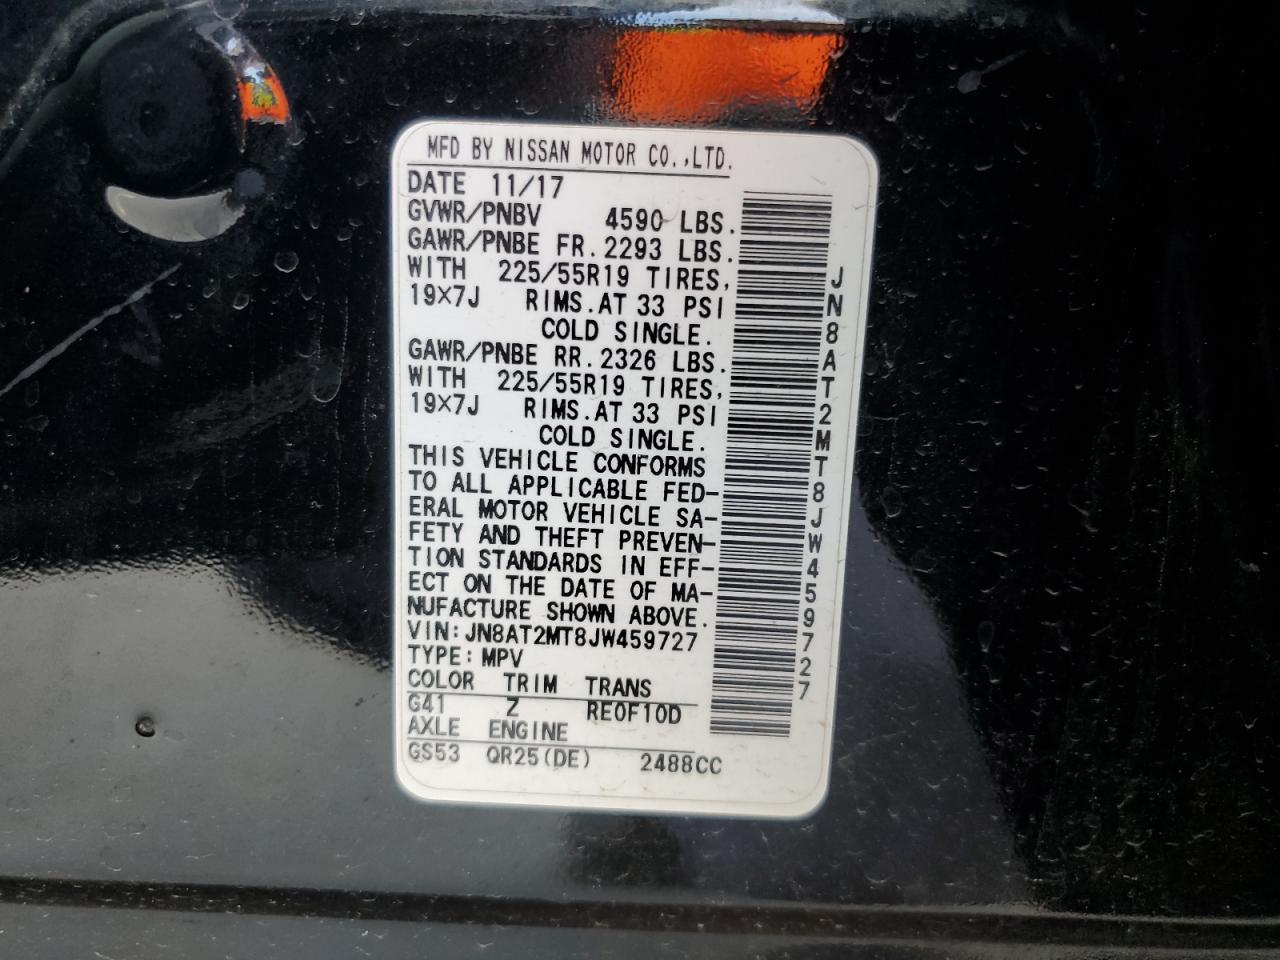 MFD BY NISSAN MOTOR CO.,LTD.
DATE 11/17
GVWR/PNBV 4590 LBS.
GAWR/PNBE FR. 2293 LBS.
WITH 225/55R19 TIRES,
19X7J RIMS. AT 33 PSI
COLD SINGLE.
GAWR/PNBE RR. 2326 LBS.
WITH 225/55R19 TIRES,
19X7J RIMS. AT 33 PSI
COLD SINGLE.
THIS VEHICLE CONFORMS
TO ALL APPLICABLE FED-
ERAL MOTOR VEHICLE SA-
FETY AND THEFT PREVEN-
TION STANDARDS IN EFF-
ECT ON THE DATE OF MA-
NUFACTURE SHOWN ABOVE.
VIN: JN8AT2MT8JW459727
TYPE: MPV
COLOR TRIM TRANS
G41 Z RE0F10D
AXLE ENGINE
GS53 QR25(DE) 2488CC
JN8AT2MT8JW459727